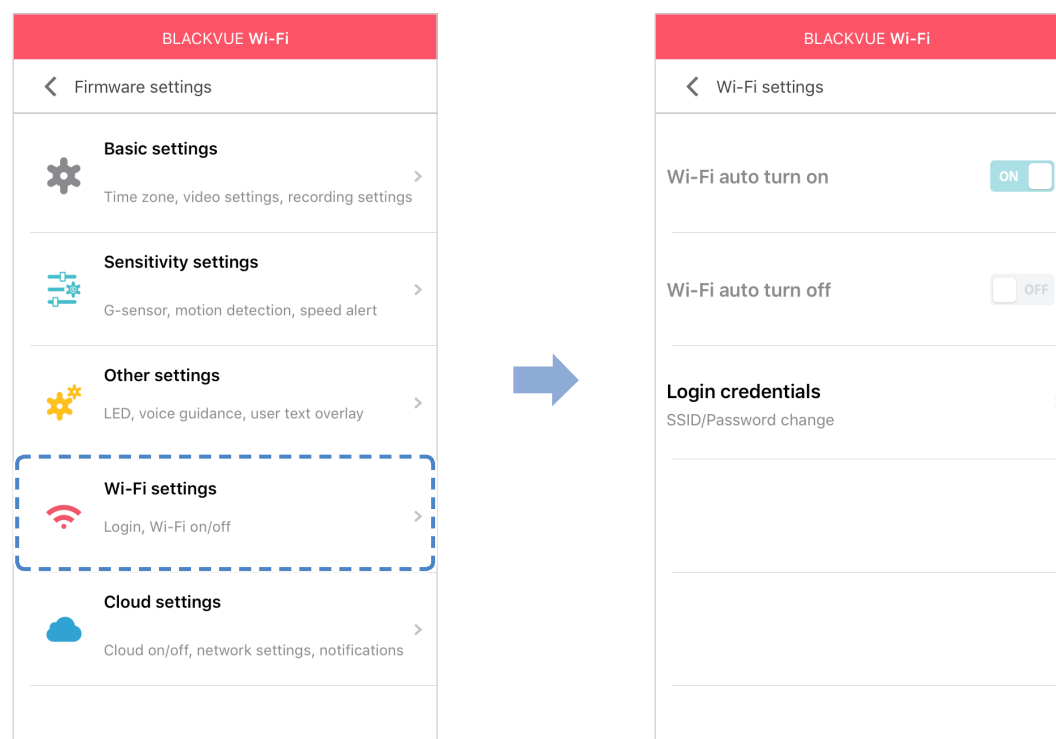 BLACKVUE Wi-Fi
Firmware settings
Basic settings
Time zone, video settings, recording settings
Sensitivity settings
G-sensor, motion detection, speed alert
Other settings
LED, voice guidance, user text overlay
Wi-Fi settings
Login, Wi-Fi on/off
Cloud settings
Cloud on/off, network settings, notifications
BLACKVUE Wi-Fi
Wi-Fi settings
Wi-Fi auto turn on
ON
Wi-Fi auto turn off
OFF
Login credentials
SSID/Password change